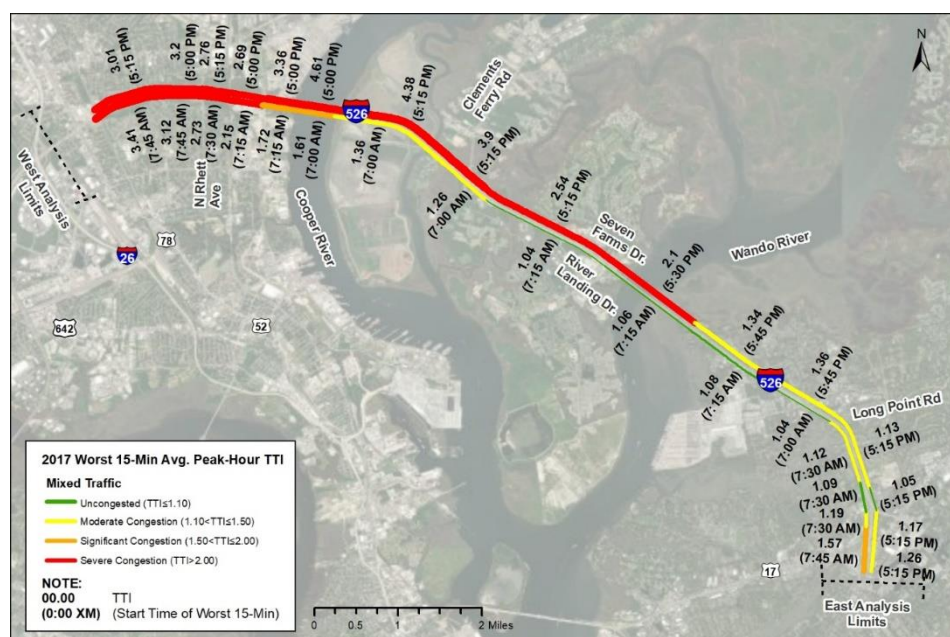 3.01
(5:15 PM)
3.2
(5:00 PM)
2.76
(5:15 PM)
2.69
(5:00 PM)
3.36
(5:00 PM)
4.61
(5:00 PM)
4.38
(5:15 PM)
Clements
Ferry Rd
N
526
3.41
(7:45 AM)
3.12
(7:45 AM)
2.73
(7:30 AM)
2.15
(7:15 AM)
1.72
(7:15 AM)
1.61
(7:00 AM)
1.36
(7:00 AM)
3.9
(5:15 PM)
West Analysis
Limits
N Rhett
Ave
Cooper River
1.26
(7:00 AM)
2.54
(5:15 PM)
Seven
Farms Dr.
1.04
(7:15 AM)
River
Landing Dr.
2.1
(5:30 PM)
Wando River
26
78
642
52
1.06
(7:15 AM)
1.34
(5:45 PM)
526
1.36
(5:45 PM)
1.08
(7:15 AM)
Long Point Rd
1.04
(7:00 AM)
1.13
(5:15 PM)
1.12
(7:30 AM)
1.09
(7:30 AM)
1.05
(5:15 PM)
1.19
(7:30 AM)
1.17
(5:15 PM)
1.57
(7:45 AM)
1.26
(5:15 PM)
17
East Analysis
Limits
2017 Worst 15-Min Avg. Peak-Hour TTI
Mixed Traffic
Uncongested (TTI≤1.10)
Moderate Congestion (1.10<TTI≤1.50)
Significant Congestion (1.50<TTI≤2.00)
Severe Congestion (TTI>2.00)
NOTE:
00.00 TTI
(0:00 XM) (Start Time of Worst 15-Min)
0 0.5 1 2 Miles